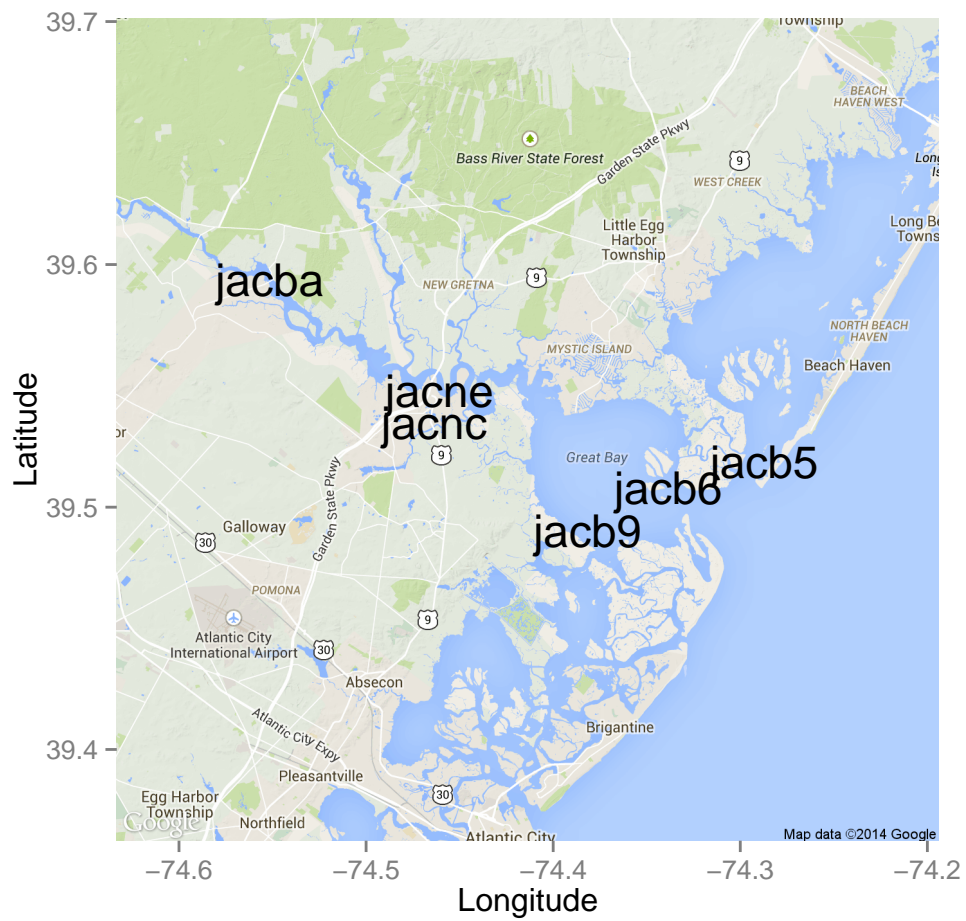 39.7
Township
BEACH
HAVEN WEST
Garden State Pkwy
Bass River State Forest
9
WEST CREEK
Long
Is
Little Egg
Harbor
Township
Long Be
Towns
39.6
jacba
NEW GRETNA
9
NORTH BEACH
HAVEN
MYSTIC ISLAND
Beach Haven
jacne
jacnc
or
9
Great Bay
jacb5
jacb6
Latitude
39.5
Garden State Pkwy
Galloway
30
jacb9
POMONA
Atlantic City
International Airport
9
30
Absecon
Atlantic City Expy
Brigantine
39.4
Pleasantville
30
Egg Harbor
Township
Google
Northfield
Atlantic City
Map data ©2014 Google
−74.6
−74.5
−74.4
−74.3
−74.2
Longitude